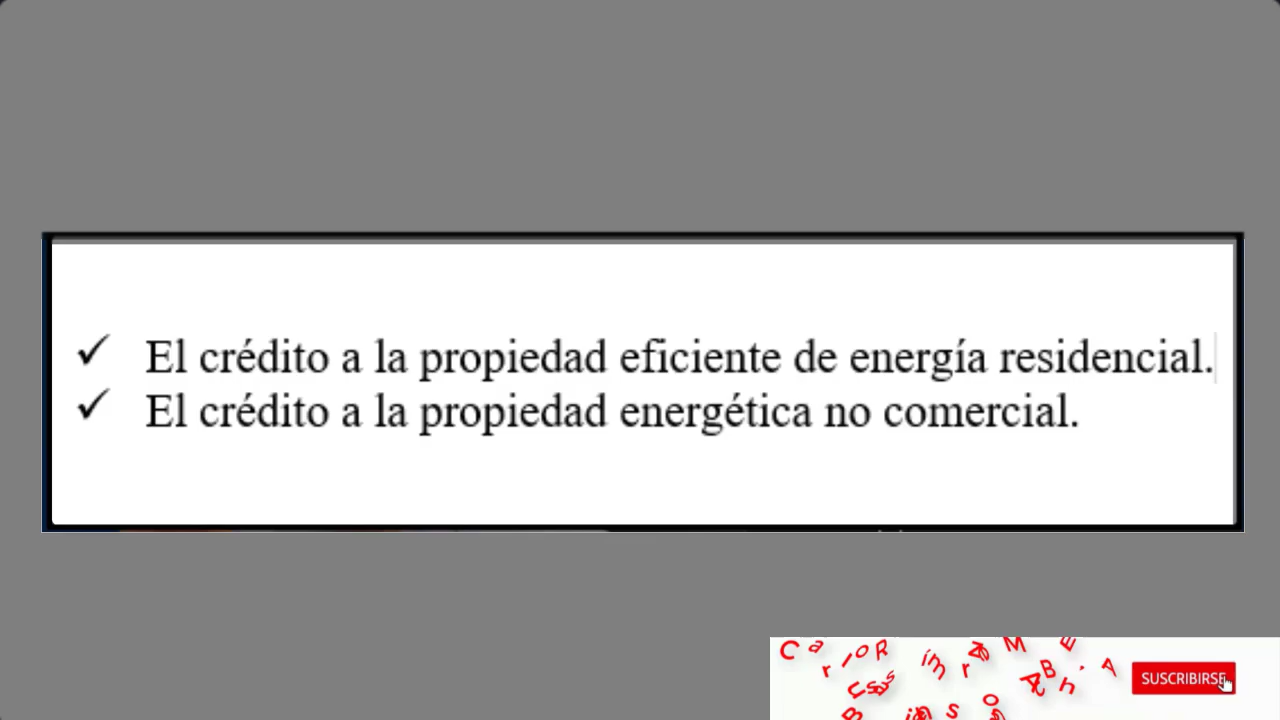 ✓ El crédito a la propiedad eficiente de energía residencial.
✓ El crédito a la propiedad energética no comercial.
SUSCRIBIRSE